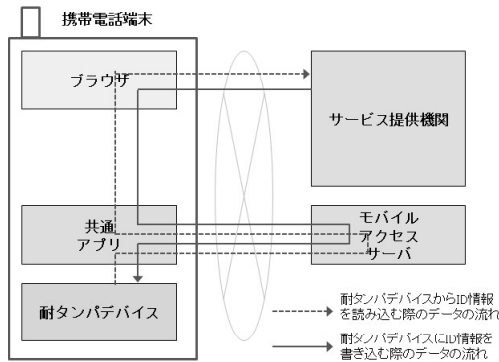 携帯電話端末
ブラウザ
サービス提供機関
共通
アプリ
モバイル
アクセス
サーバ
耐タンパデバイス
耐タンパデバイスからID情報
を読み込む際のデータの流れ
耐タンパデバイスにID情報を
書き込む際のデータの流れ